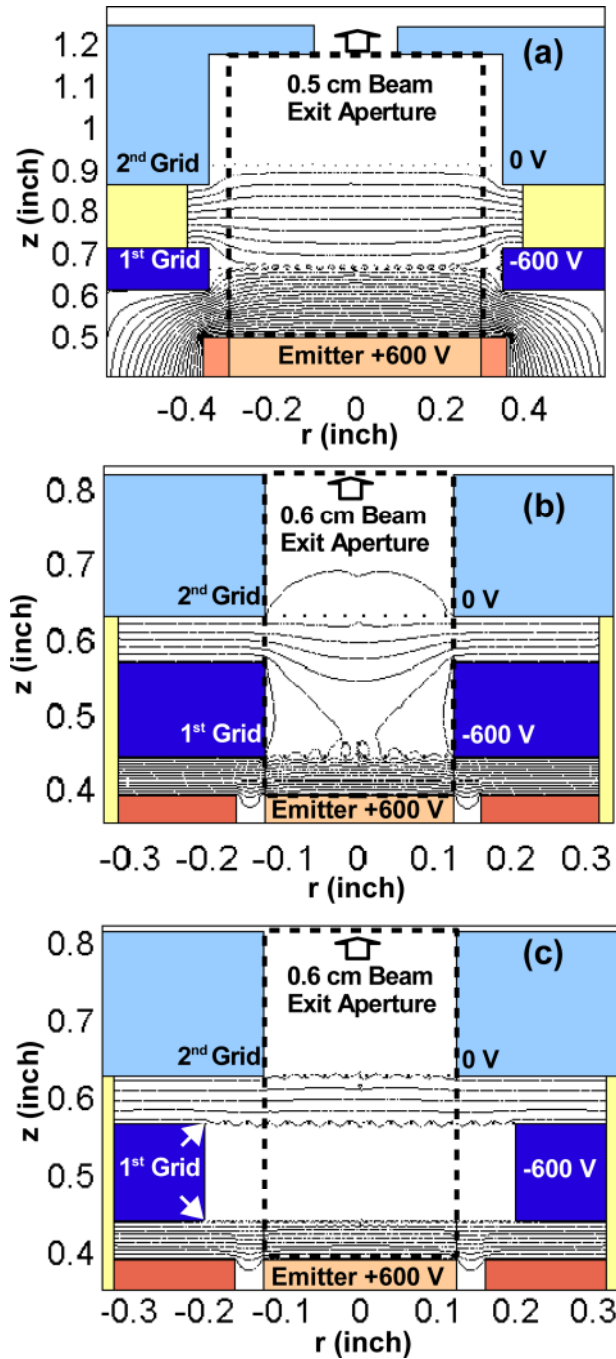 (a)
1.2
0.5 cm Beam
Exit Aperture
1.1
z (inch)
1
2nd Grid
0 V
0.9
0.8
0.7
1st Grid
-600 V
0.6
0.5
Emitter +600 V
-0.4 -0.2 0 0.2 0.4
r (inch)
(b)
0.8
0.6 cm Beam
Exit Aperture
0.7
2nd Grid
0 V
z (inch)
0.6
0.5
1st Grid
-600 V
0.4
Emitter +600 V
-0.3 -0.2 -0.1 0 0.1 0.2 0.3
r (inch)
(c)
0.8
0.6 cm Beam
Exit Aperture
0.7
2nd Grid
0 V
z (inch)
0.6
0.5
1st Grid
-600 V
0.4
Emitter +600 V
-0.3 -0.2 -0.1 0 0.1 0.2 0.3
r (inch)